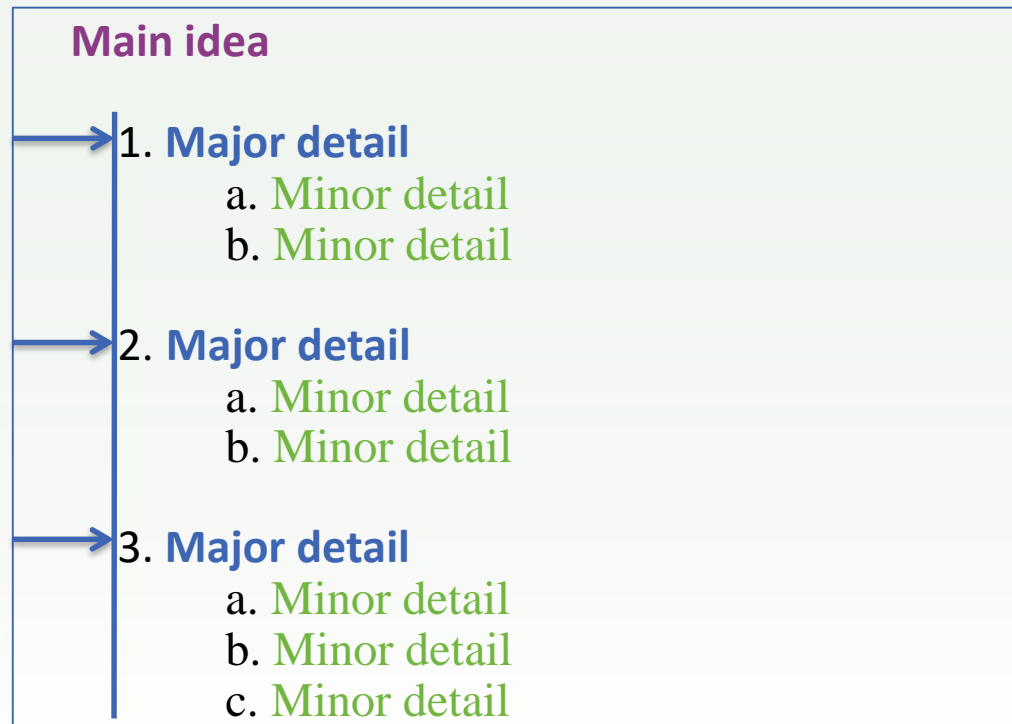 Main idea
1. Major detail
a. Minor detail
b. Minor detail
2. Major detail
a. Minor detail
b. Minor detail
3. Major detail
a. Minor detail
b. Minor detail
c. Minor detail